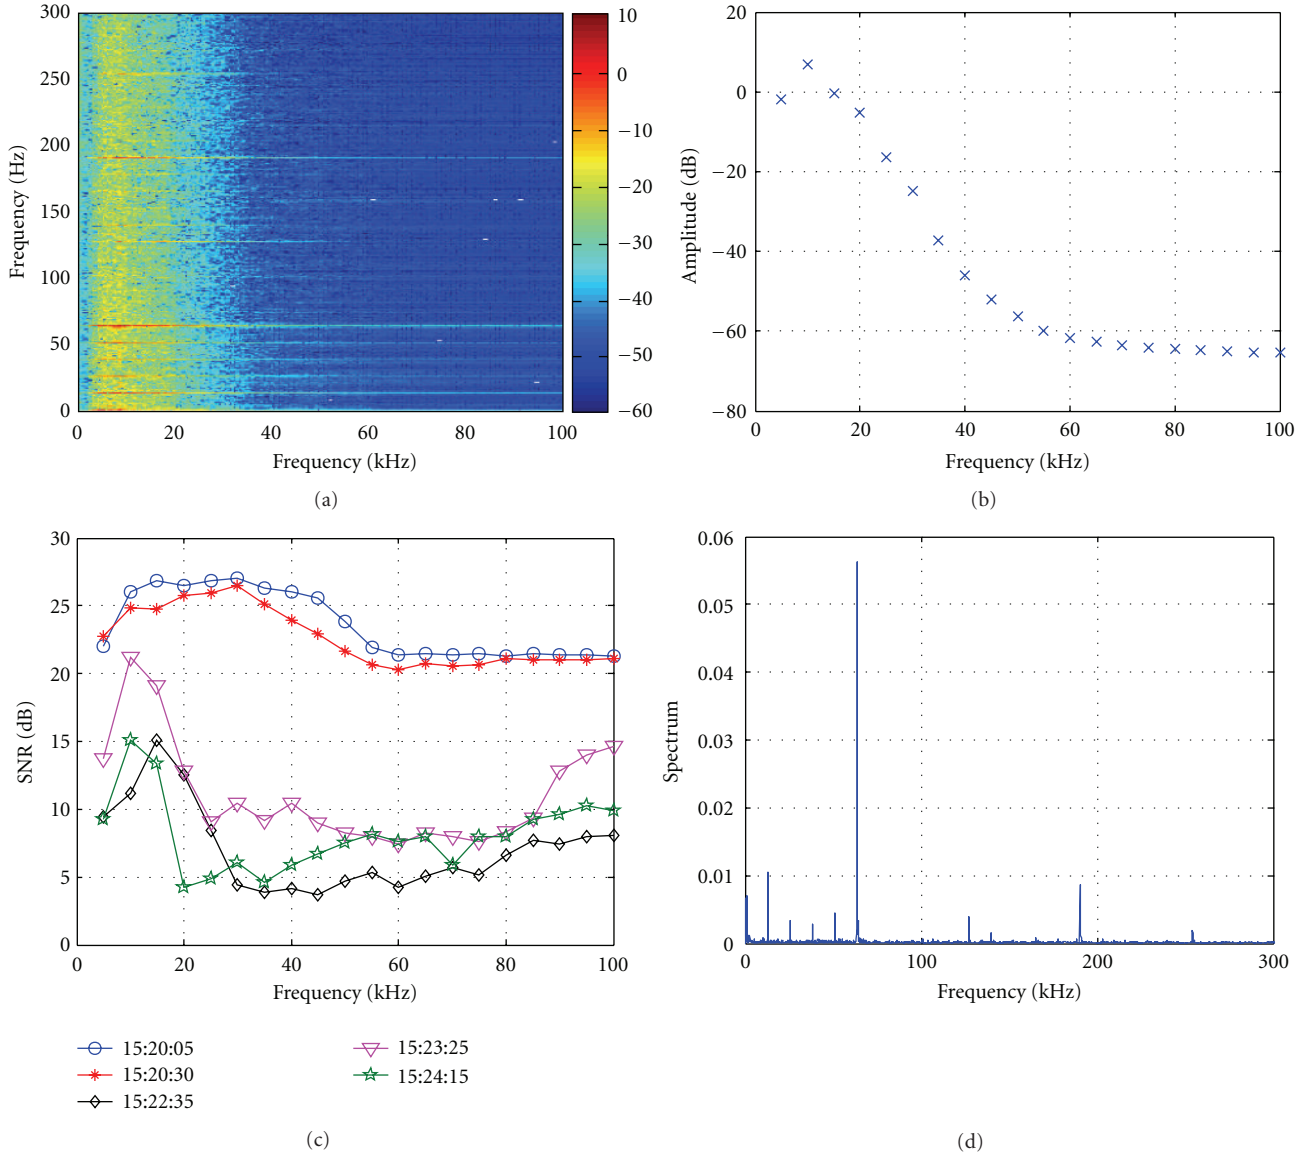 300
250
200
150
100
50
0
Frequency (Hz)
0 20 40 60 80 100
Frequency (kHz)
10
0
−10
−20
−30
−40
−50
−60
(a)
20
0
−20
−40
−60
−80
Amplitude (dB)
0 20 40 60 80 100
Frequency (kHz)
(b)
30
25
20
15
10
5
0
SNR (dB)
0 20 40 60 80 100
Frequency (kHz)
15:20:05
15:20:30
15:22:35
15:23:25
15:24:15
(c)
0.06
0.05
0.04
0.03
0.02
0.01
0
Spectrum
0 100 200 300
Frequency (kHz)
(d)